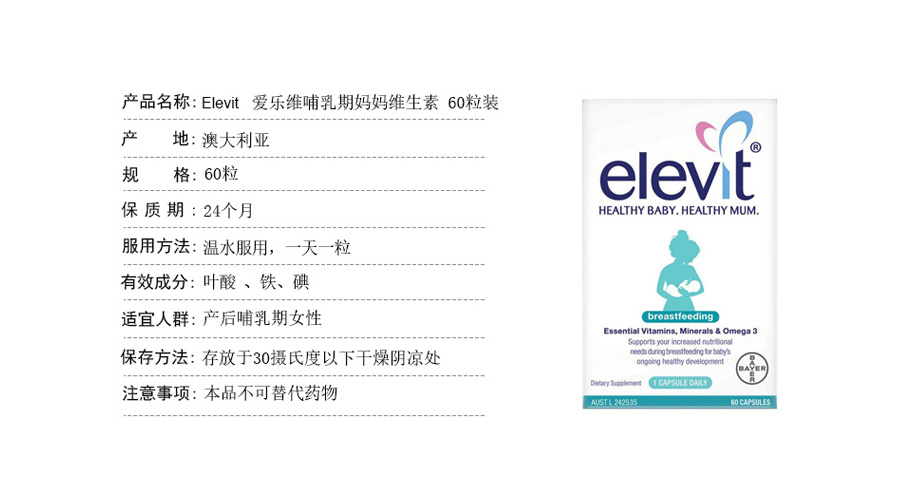 产品名称: Elevit 爱乐维哺乳期妈妈维生素 60粒装
产 地: 澳大利亚
规 格: 60粒
保 质 期 : 24个月
服用方法: 温水服用，一天一粒
有效成分: 叶酸 、铁、碘
适宜人群: 产后哺乳期女性
保存方法: 存放于30摄氏度以下干燥阴凉处
注意事项: 本品不可替代药物
elevit®
HEALTHY BABY. HEALTHY MUM.
breastfeeding
Essential Vitamins, Minerals & Omega 3
Supports your increased nutritional
needs during breastfeeding for baby's
ongoing healthy development
BAYER
BAYER
Dietary Supplement 1 CAPSULE DAILY
AUST L 242535 60 CAPSULES